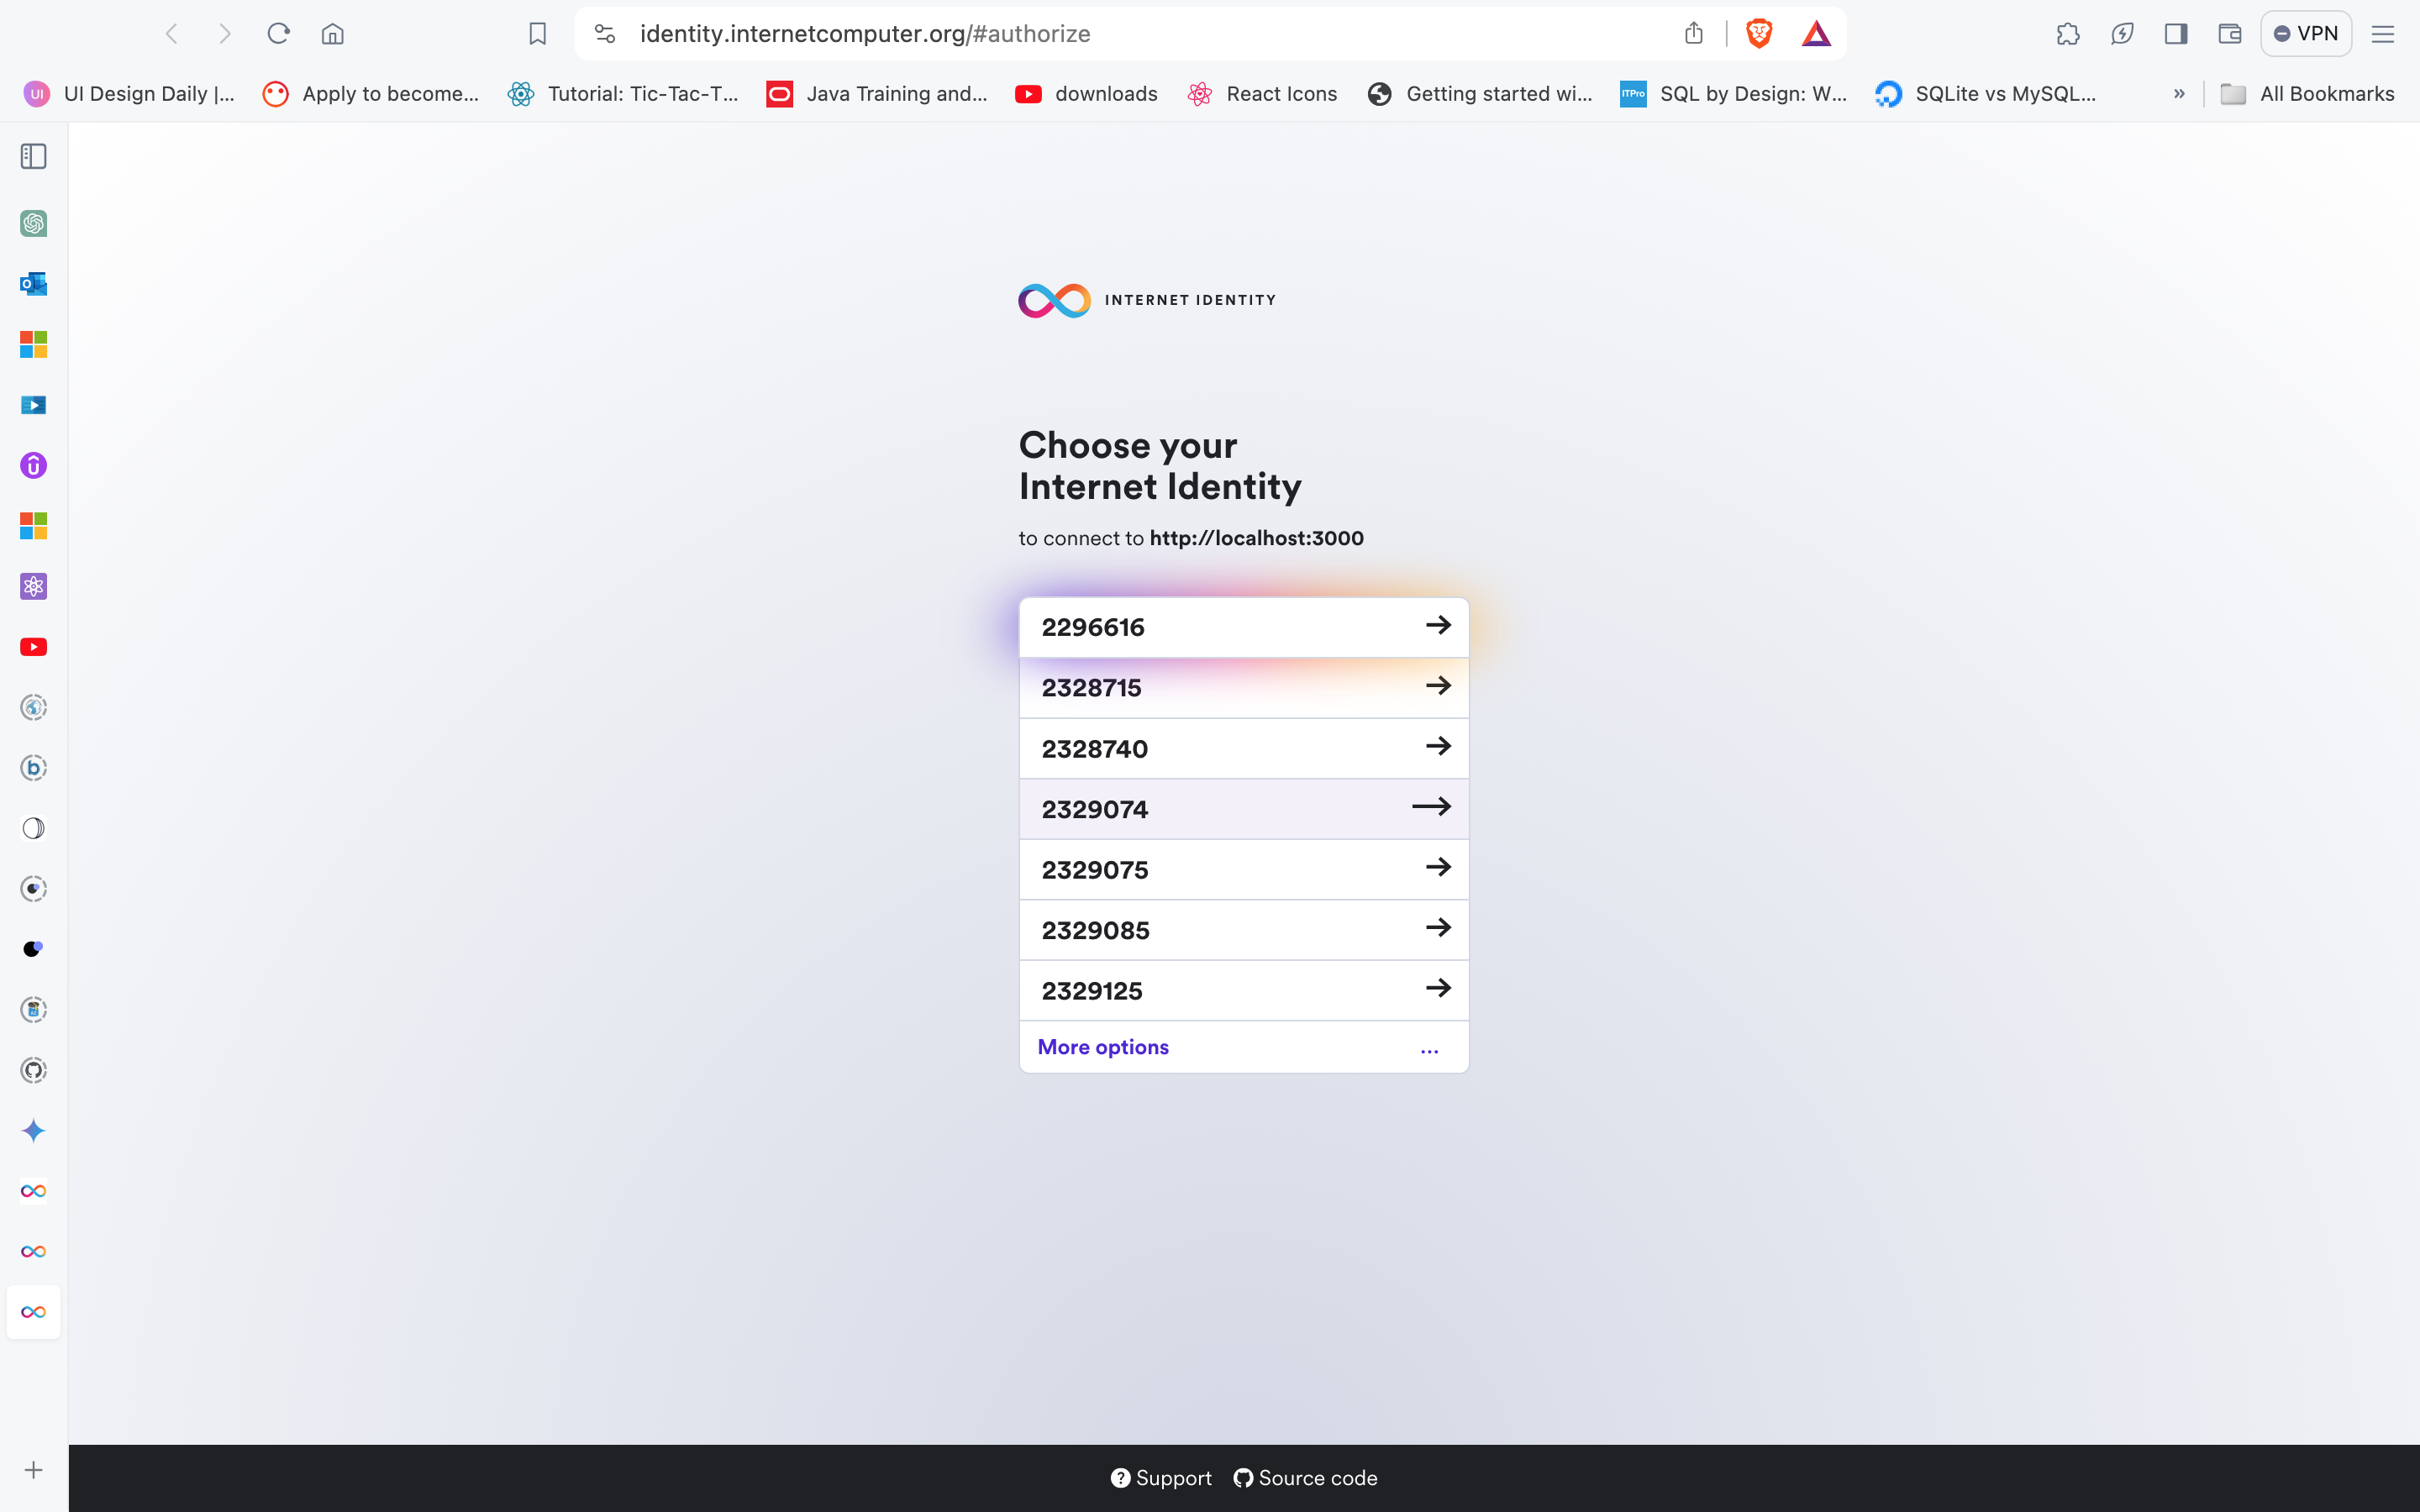 identity.internetcomputer.org/#authorize
VPN
UI
UI Design Daily |...
Apply to become...
Tutorial: Tic-Tac-T...
Java Training and...
downloads
React Icons
Getting started wi...
ITPro
SQL by Design: W...
SQLite vs MySQL...
»
All Bookmarks
INTERNET IDENTITY
Choose your
Internet Identity
to connect to http://localhost:3000
2296616
2328715
2328740
2329074
2329075
2329085
2329125
More options ...
Support
Source code